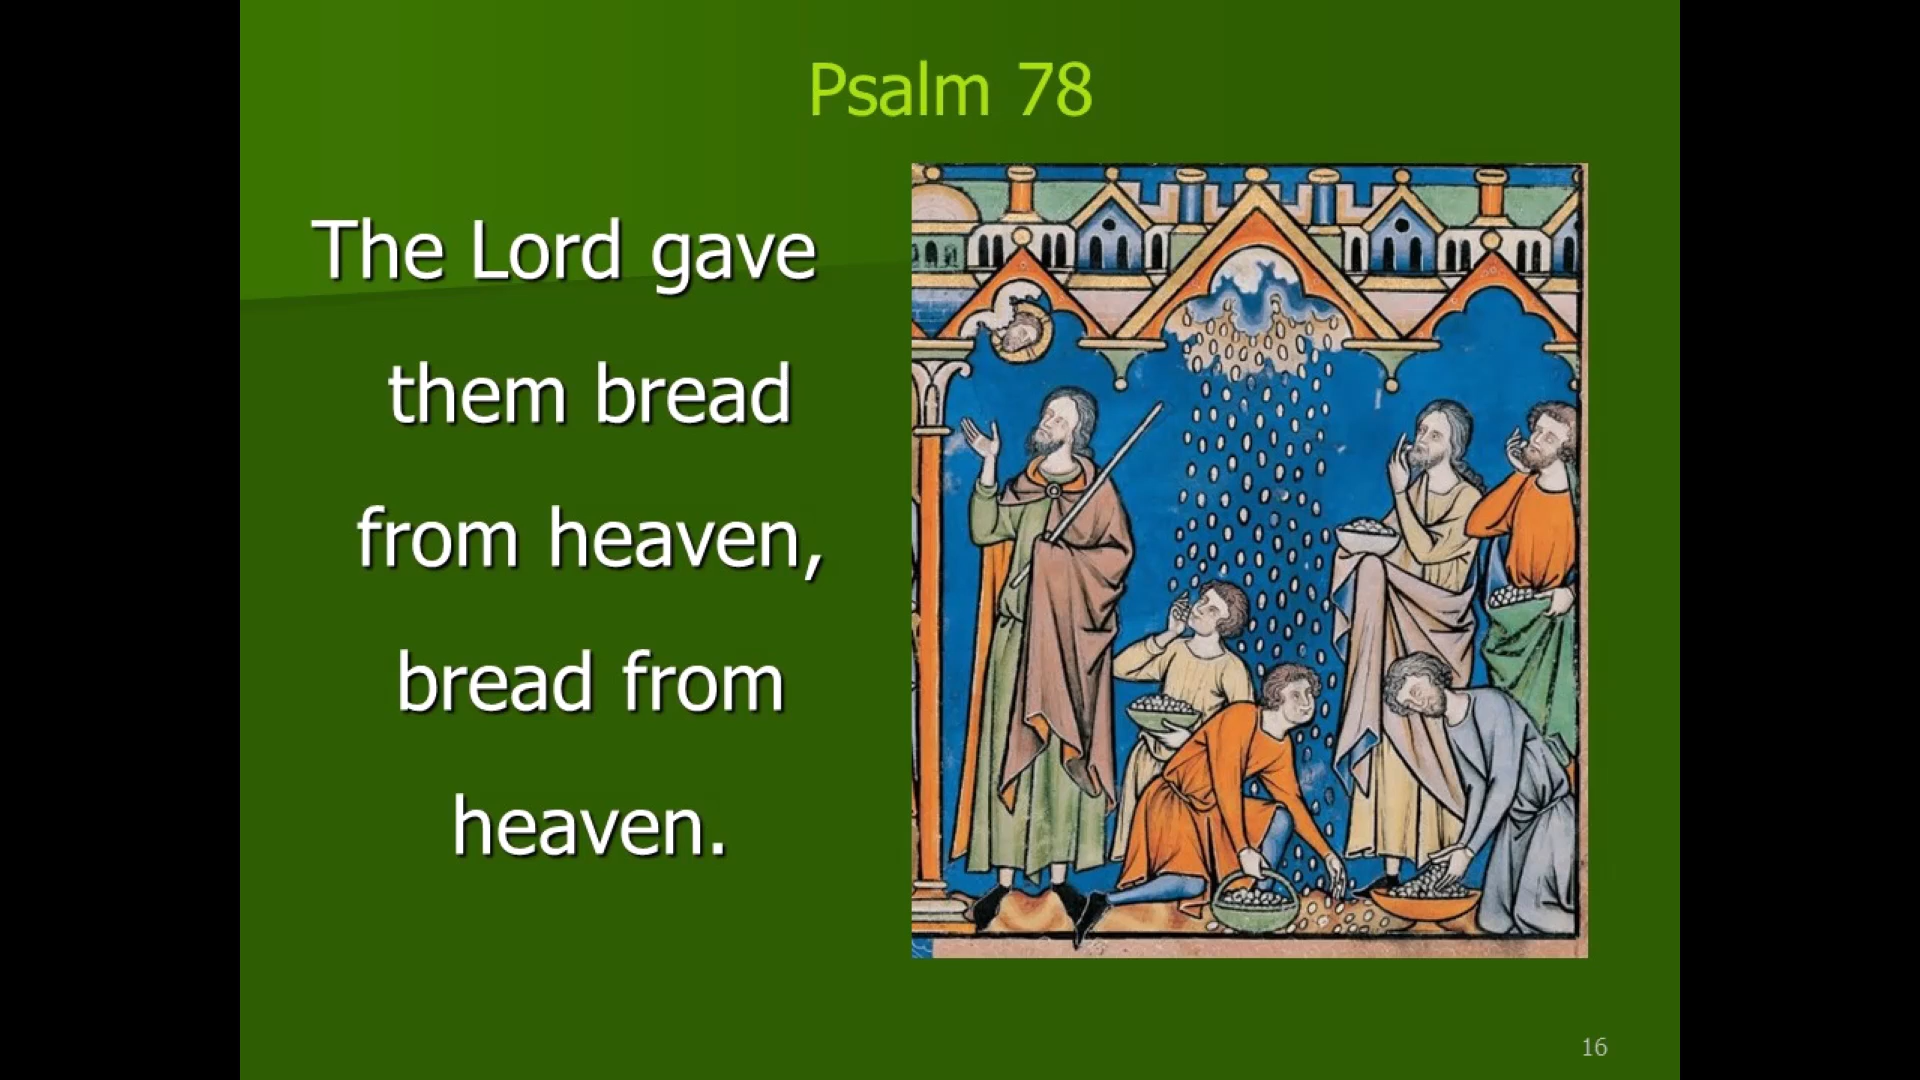 Psalm 78
The Lord gave
them bread
from heaven,
bread from
heaven.
16